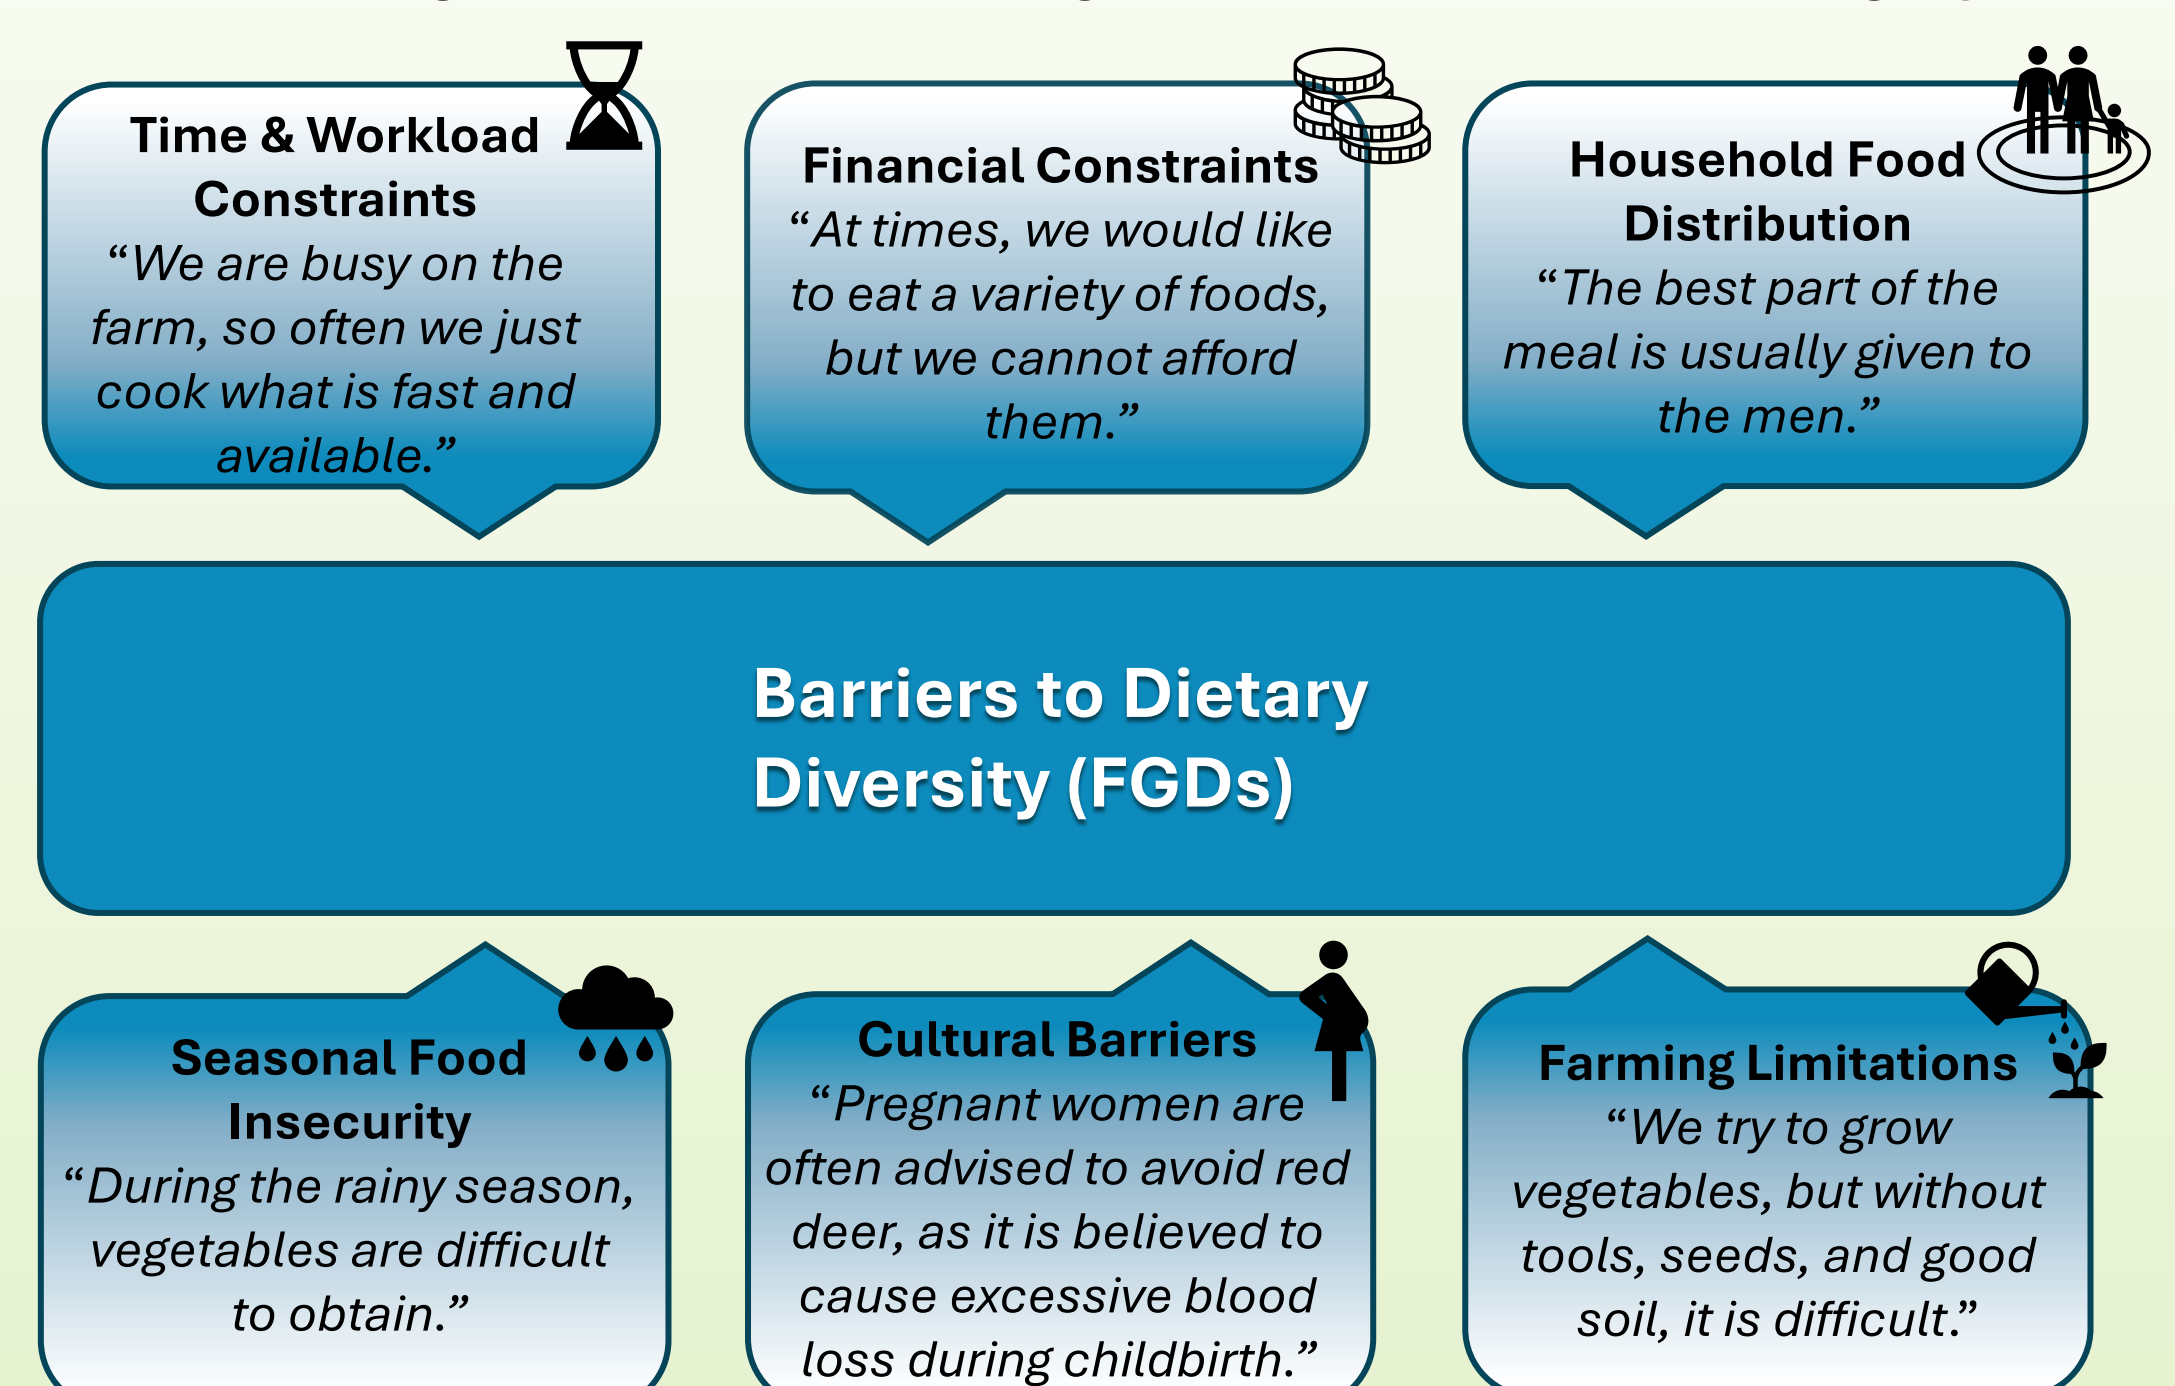 Time & Workload
Constraints
“We are busy on the
farm, so often we just
cook what is fast and
available.”
Financial Constraints
“At times, we would like
to eat a variety of foods,
but we cannot afford
them.”
Household Food
Distribution
“The best part of the
meal is usually given to
the men.”
Barriers to Dietary
Diversity (FGDs)
Seasonal Food
Insecurity
“During the rainy season,
vegetables are difficult
to obtain.”
Cultural Barriers
“Pregnant women are
often advised to avoid red
deer, as it is believed to
cause excessive blood
loss during childbirth.”
Farming Limitations
“We try to grow
vegetables, but without
tools, seeds, and good
soil, it is difficult.”